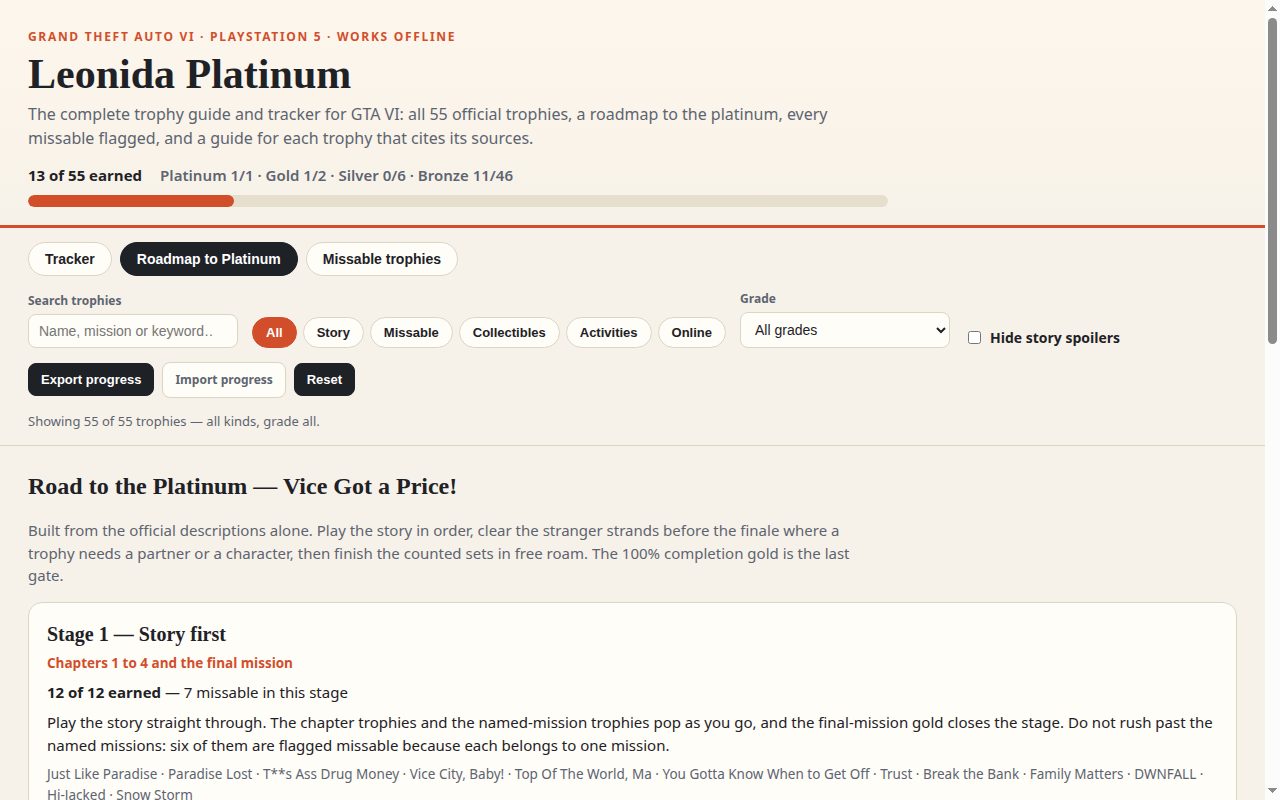 GRAND THEFT AUTO VI · PLAYSTATION 5 · WORKS OFFLINE
Leonida Platinum
The complete trophy guide and tracker for GTA VI: all 55 official trophies, a roadmap to the platinum, every
missable flagged, and a guide for each trophy that cites its sources.
13 of 55 earned Platinum 1/1 · Gold 1/2 · Silver 0/6 · Bronze 11/46
Tracker Roadmap to Platinum Missable trophies
Search trophies Grade
Name, mission or keyword.. All Story Missable Collectibles Activities Online All grades Hide story spoilers
Export progress Import progress Reset
Showing 55 of 55 trophies — all kinds, grade all.
Road to the Platinum — Vice Got a Price!
Built from the official descriptions alone. Play the story in order, clear the stranger strands before the finale where a
trophy needs a partner or a character, then finish the counted sets in free roam. The 100% completion gold is the last
gate.
Stage 1 — Story first
Chapters 1 to 4 and the final mission
12 of 12 earned — 7 missable in this stage
Play the story straight through. The chapter trophies and the named-mission trophies pop as you go, and the final-mission gold closes the stage. Do not rush past the
named missions: six of them are flagged missable because each belongs to one mission.
Just Like Paradise · Paradise Lost · T**s Ass Drug Money · Vice City, Baby! · Top Of The World, Ma · You Gotta Know When to Get Off · Trust · Break the Bank · Family Matters · DWNFALL ·
Hi-Jacked · Snow Storm